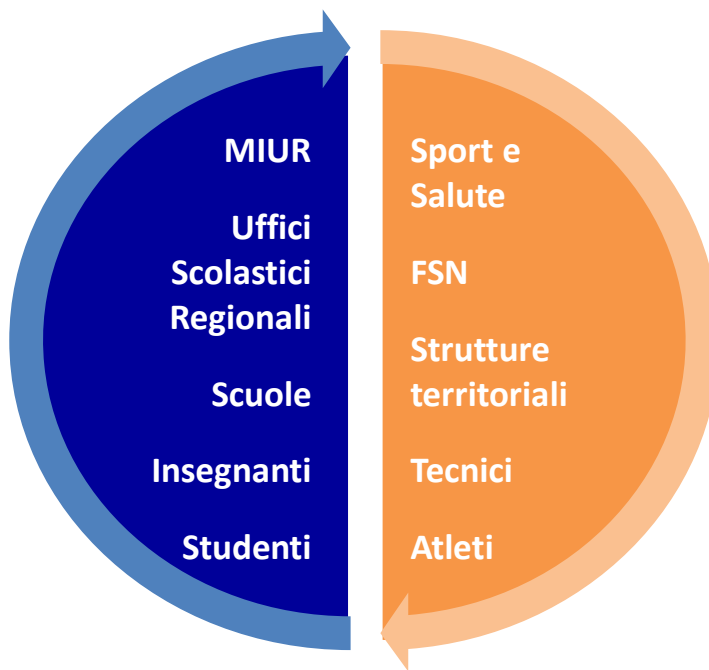 MIUR
Uffici
Scolastici
Regionali
Scuole
Insegnanti
Studenti
Sport e
Salute
FSN
Strutture
territoriali
Tecnici
Atleti